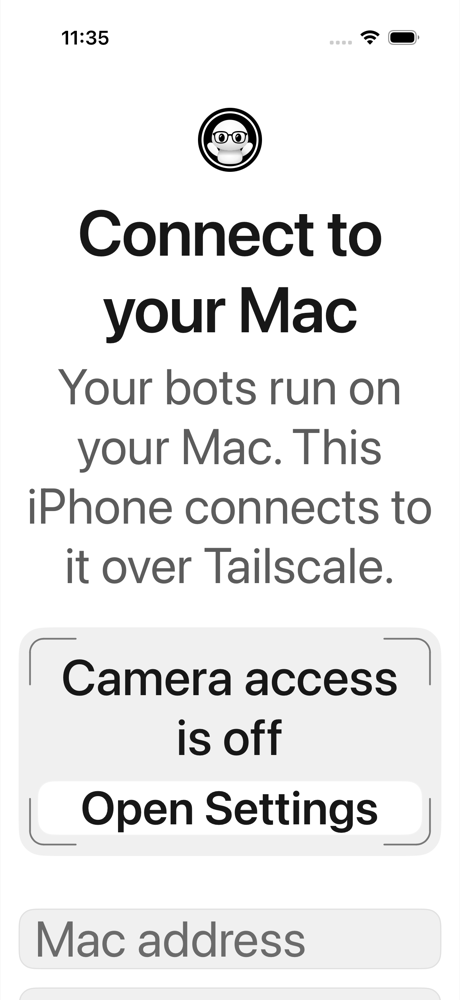 11:35
Connect to
your Mac
Your bots run on
your Mac. This
iPhone connects to
it over Tailscale.
Camera access
is off
Open Settings
Mac address